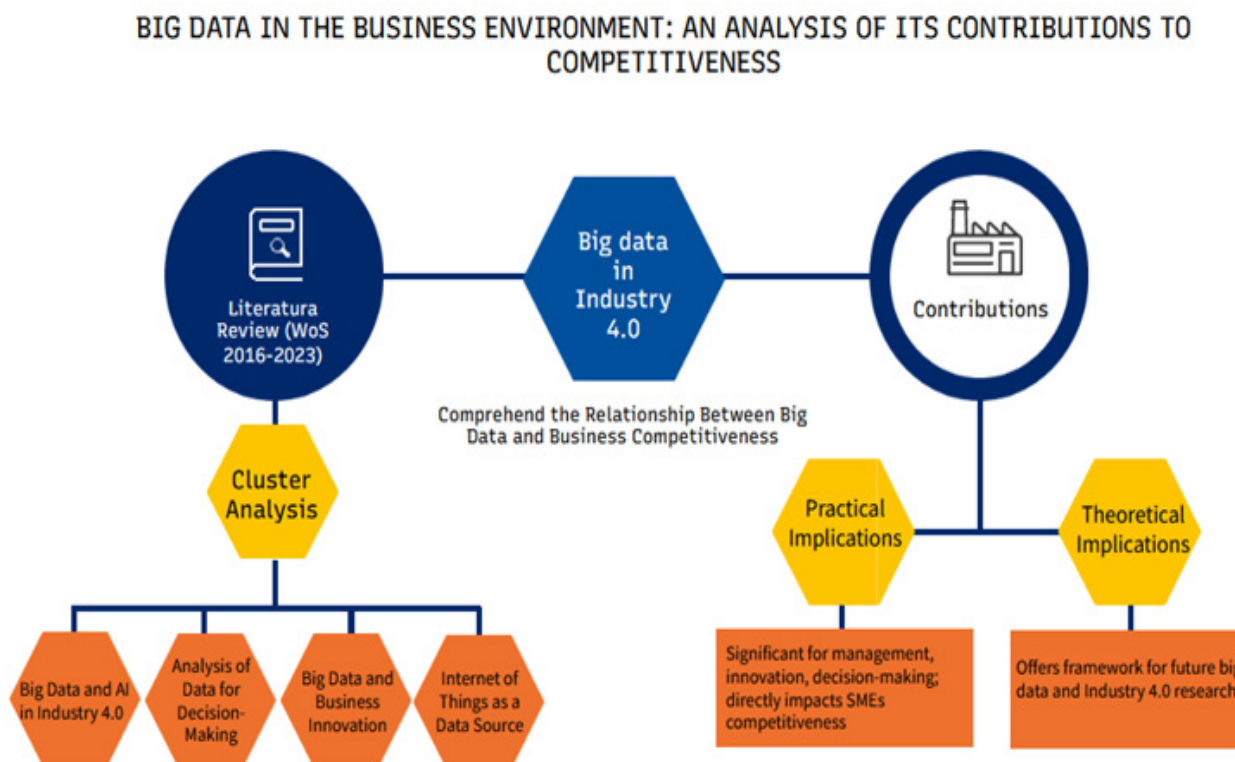 BIG DATA IN THE BUSINESS ENVIRONMENT: AN ANALYSIS OF ITS CONTRIBUTIONS TO
COMPETITIVENESS
Literatura
Review (WoS
2016-2023)
Big data
in
Industry
4.0
Contributions
Comprehend the Relationship Between Big
Data and Business Competitiveness
Cluster
Analysis
Big Data and AI
in Industry 4.0
Analysis of
Data for
Decision-
Making
Big Data and
Business
Innovation
Internet of
Things as a
Data Source
Practical
Implications
Theoretical
Implications
Significant for management,
innovation, decision-making;
directly impacts SMEs
competitiveness
Offers framework for future big
data and Industry 4.0 research